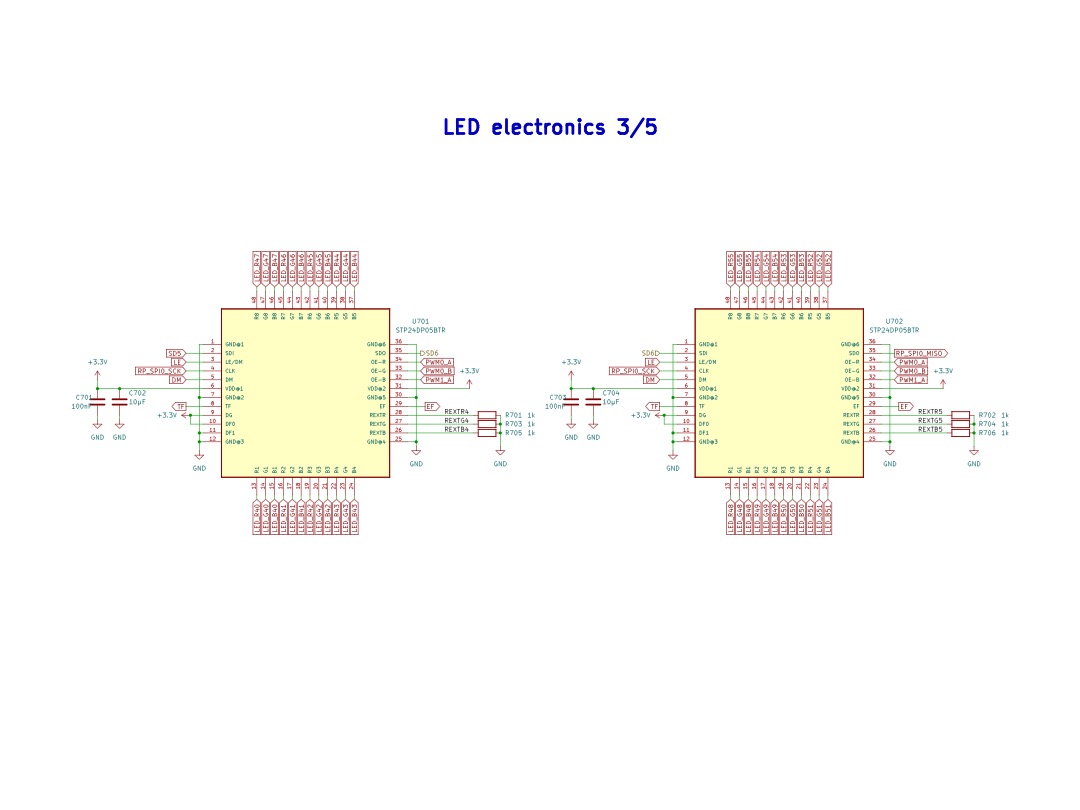 LED electronics 3/5
LED_R47 LED_G47 LED_B47 LED_R46 LED_G46 LED_B46 LED_R45 LED_G45 LED_B45 LED_R44 LED_G44 LED_B44
48 47 46 45 44 43 42 41 40 39 38 37
R8 G8 B8 R7 G7 B7 R6 G6 B6 R5 G5 B5
U701
STP24DP05BTR
1 GND@1 GND@6 36
SD5 2 SDI SDO 35 SD6
LE 3 LE/DM OE-R 34 PWM0_A
RP_SPI0_SCK 4 CLK OE-G 33 PWM0_B
DM 5 DM OE-B 32 PWM1_A
+3.3V 6 VDD@1 VDD@2 31 +3.3V
7 GND@2 GND@5 30
TF 8 TF EF 29 EF
+3.3V 9 DG REXTR 28 REXTR4 R701 1k
10 DF0 REXTG 27 REXTG4 R703 1k
11 DF1 REXTB 26 REXTB4 R705 1k
12 GND@3 GND@4 25
C701
100nF
C702
10µF
GND GND GND GND GND
R1 G1 B1 R2 G2 B2 R3 G3 B3 R4 G4 B4
13 14 15 16 17 18 19 20 21 22 23 24
LED_R40 LED_G40 LED_B40 LED_R41 LED_G41 LED_B41 LED_R42 LED_G42 LED_B42 LED_R43 LED_G43 LED_B43
LED_R55 LED_G55 LED_B55 LED_R54 LED_G54 LED_B54 LED_R53 LED_G53 LED_B53 LED_R52 LED_G52 LED_B52
48 47 46 45 44 43 42 41 40 39 38 37
R8 G8 B8 R7 G7 B7 R6 G6 B6 R5 G5 B5
U702
STP24DP05BTR
1 GND@1 GND@6 36
SD6 2 SDI SDO 35 RP_SPI0_MISO
LE 3 LE/DM OE-R 34 PWM0_A
RP_SPI0_SCK 4 CLK OE-G 33 PWM0_B
DM 5 DM OE-B 32 PWM1_A
+3.3V 6 VDD@1 VDD@2 31 +3.3V
7 GND@2 GND@5 30
TF 8 TF EF 29 EF
+3.3V 9 DG REXTR 28 REXTR5 R702 1k
10 DF0 REXTG 27 REXTG5 R704 1k
11 DF1 REXTB 26 REXTB5 R706 1k
12 GND@3 GND@4 25
C703
100nF
C704
10µF
GND GND GND GND GND
R1 G1 B1 R2 G2 B2 R3 G3 B3 R4 G4 B4
13 14 15 16 17 18 19 20 21 22 23 24
LED_R48 LED_G48 LED_B48 LED_R49 LED_G49 LED_B49 LED_R50 LED_G50 LED_B50 LED_R51 LED_G51 LED_B51